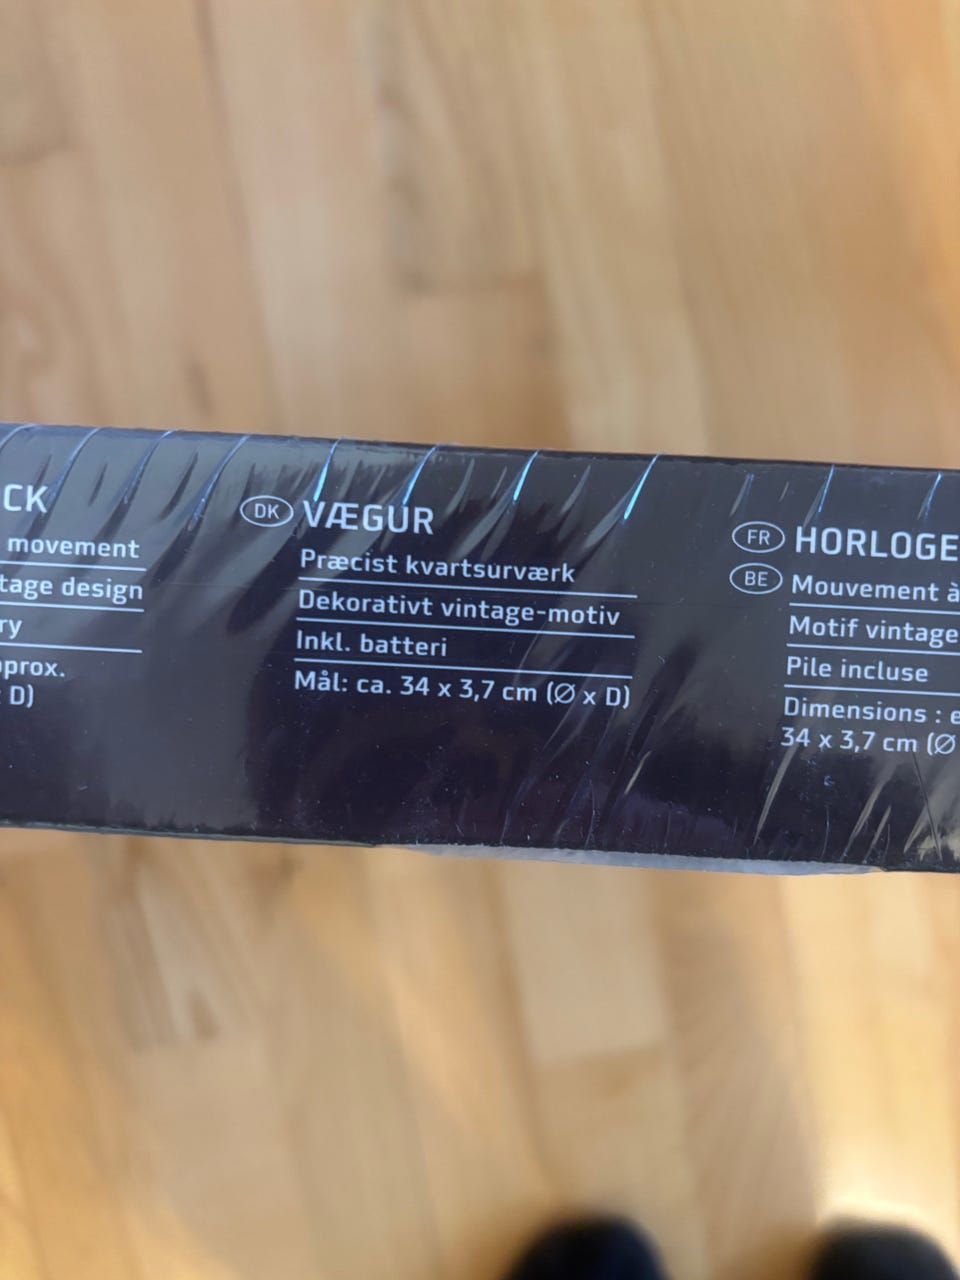 CK
movement
tage design
ry
prox.
D)
DK VÆGUR
Præcist kvartsurværk
Dekorativt vintage-motiv
Inkl. batteri
Mål: ca. 34 x 3,7 cm (Ø x D)
FR HORLOGE
BE Mouvement à
Motif vintage
Pile incluse
Dimensions : e
34 x 3,7 cm (Ø